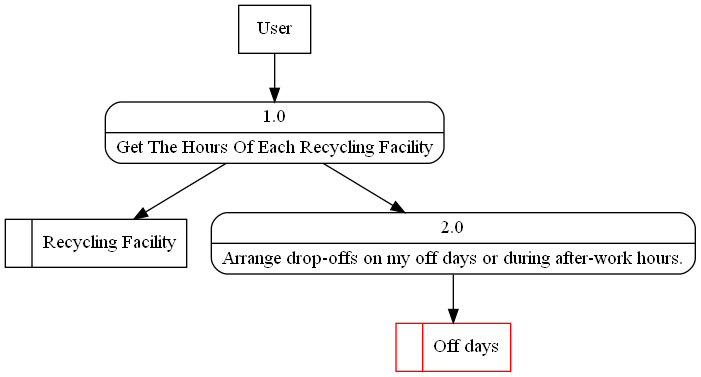 User
1.0
Get The Hours Of Each Recycling Facility
Recycling Facility
2.0
Arrange drop-offs on my off days or during after-work hours.
Off days